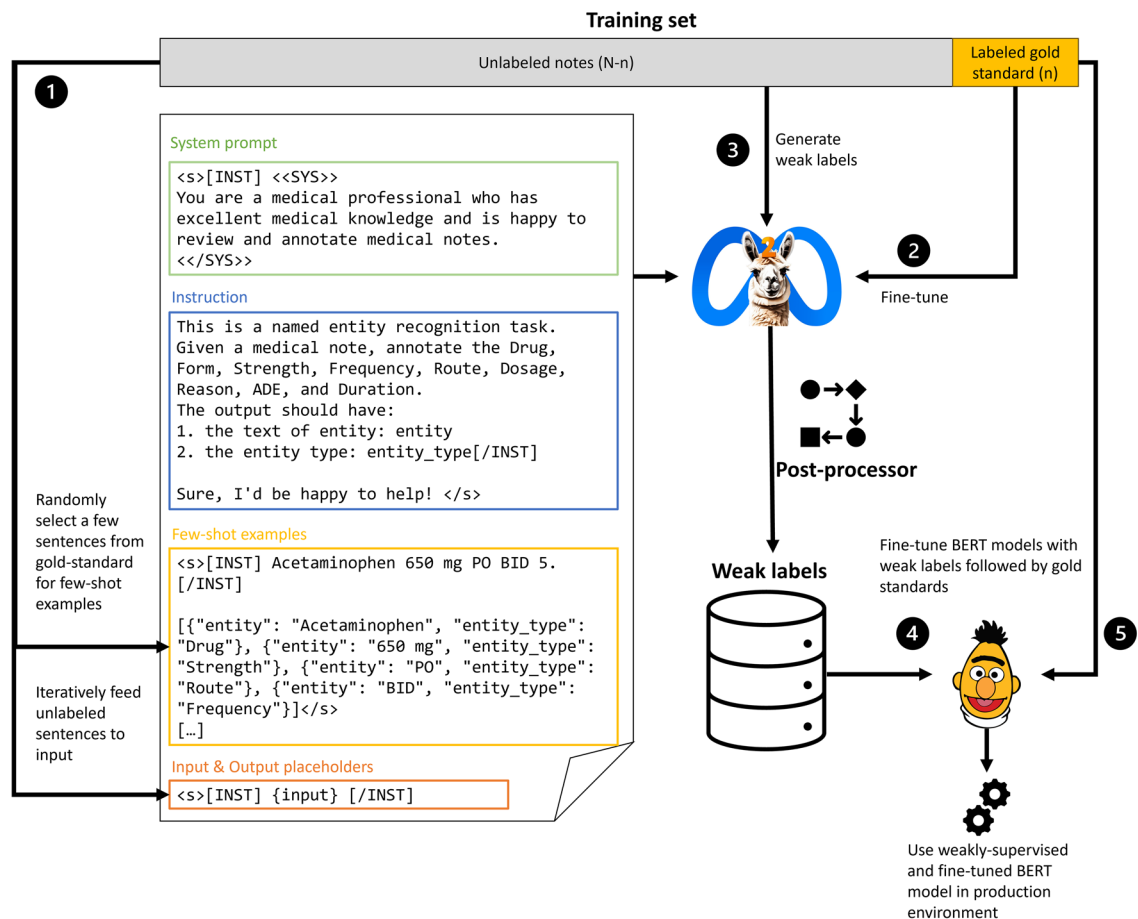 Training set
Unlabeled notes (N-n)
Labeled gold
standard (n)
1
System prompt
<s>[INST] <<SYS>>
You are a medical professional who has
excellent medical knowledge and is happy to
review and annotate medical notes.
<</SYS>>
Instruction
This is a named entity recognition task.
Given a medical note, annotate the Drug,
Form, Strength, Frequency, Route, Dosage,
Reason, ADE, and Duration.
The output should have:
1. the text of entity: entity
2. the entity type: entity_type[/INST]
Sure, I'd be happy to help! </s>
Randomly
select a few
sentences from
gold-standard
for few-shot
examples
Few-shot examples
<s>[INST] Acetaminophen 650 mg PO BID 5.
[/INST]
[{"entity": "Acetaminophen", "entity_type":
"Drug"}, {"entity": "650 mg", "entity_type":
"Strength"}, {"entity": "PO", "entity_type":
"Route"}, {"entity": "BID", "entity_type":
"Frequency"}]</s>
[…]
Iteratively feed
unlabeled
sentences to
input
Input & Output placeholders
<s>[INST] {input} [/INST]
3
Generate
weak labels
2
2
Fine-tune
Post-processor
Weak labels
Fine-tune BERT models with
weak labels followed by gold
standards
4
5
Use weakly-supervised
and fine-tuned BERT
model in production
environment